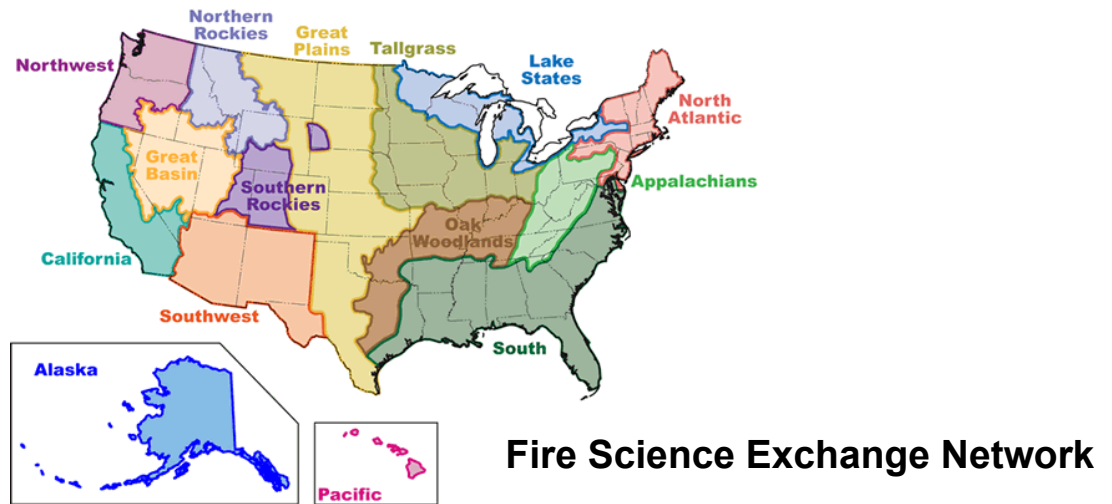 Northern
Rockies
Great
Plains
Tallgrass
Lake
States
Northwest
North
Atlantic
Great
Basin
Southern
Rockies
Appalachians
Oak
Woodlands
California
Southwest
South
Alaska
Pacific
Fire Science Exchange Network